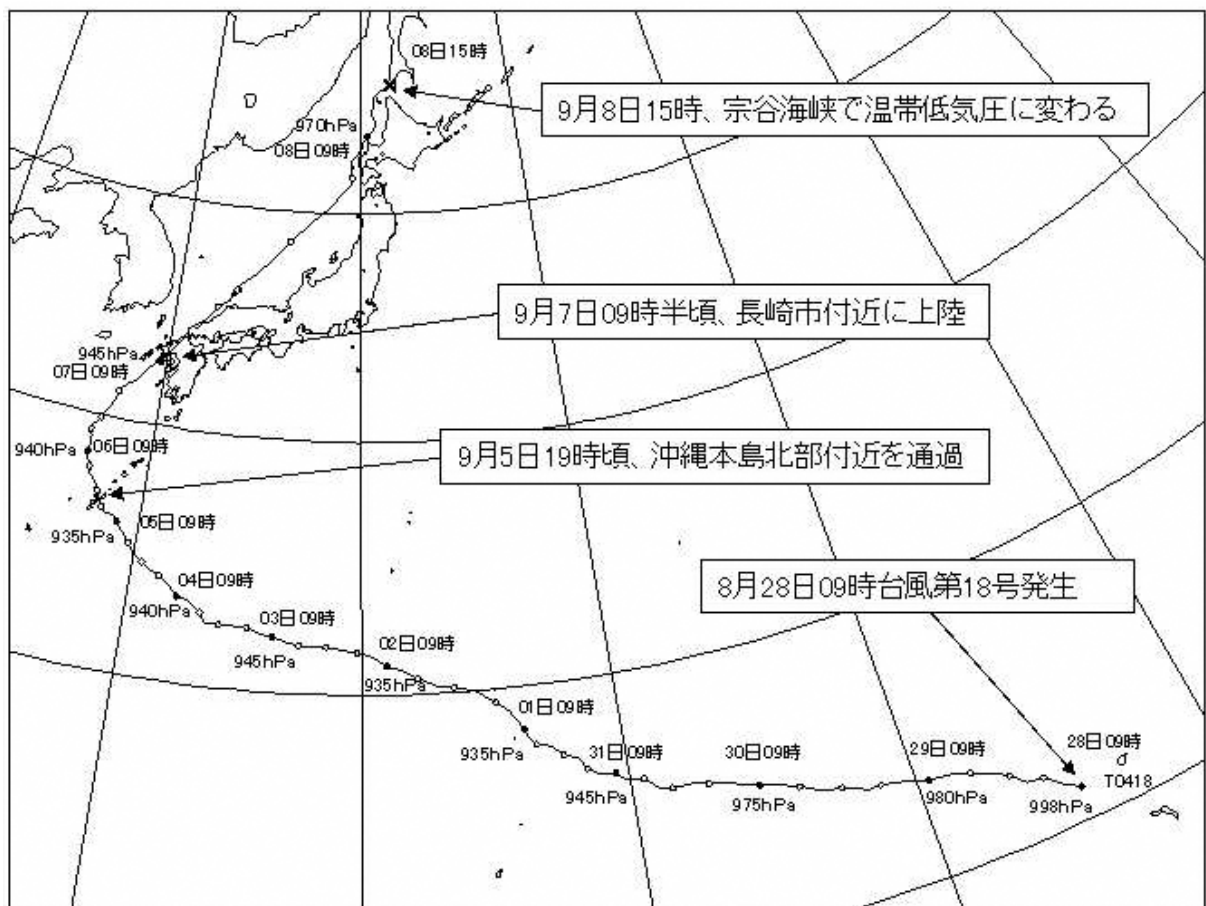 08日15時
9月8日15時、宗谷海峡で温帯低気圧に変わる
970hPa
08日09時
9月7日09時半頃、長崎市付近に上陸
945hPa
07日09時
940hPa
06日09時
9月5日19時頃、沖縄本島北部付近を通過
05日09時
935hPa
8月28日09時台風第18号発生
04日09時
940hPa
03日09時
945hPa
02日09時
935hPa
01日09時
935hPa
31日09時
945hPa
30日09時
975hPa
29日09時
980hPa
28日09時
T0418
998hPa